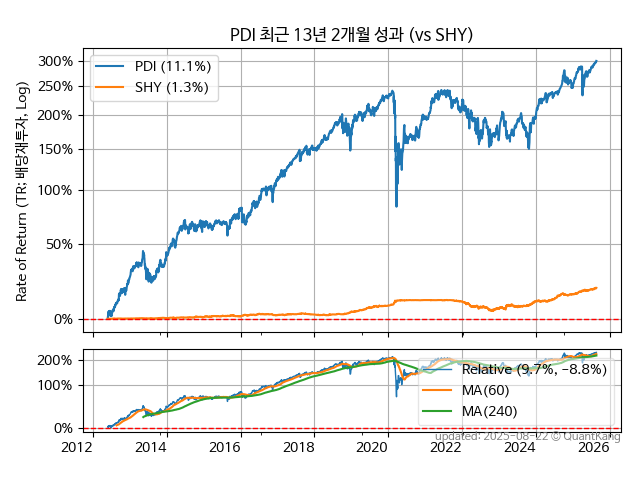 PDI 최근 13년 2개월 성과 (vs SHY)
Rate of Return (TR: 배당재투자, Log)
300%
250%
200%
150%
100%
50%
0%
PDI (11.1%)
SHY (1.3%)
200%
100%
0%
Relative (9.7%, −8.8%)
MA(60)
MA(240)
2012 2014 2016 2018 2020 2022 2024 2026
updated: 2025-08-22 © QuantKang